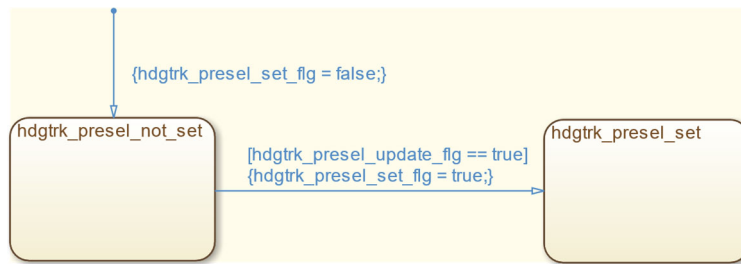 {hdgtrk_presel_set_flg = false;}
hdgtrk_presel_not_set
hdgtrk_presel_set
[hdgtrk_presel_update_flg == true]
{hdgtrk_presel_set_flg = true;}